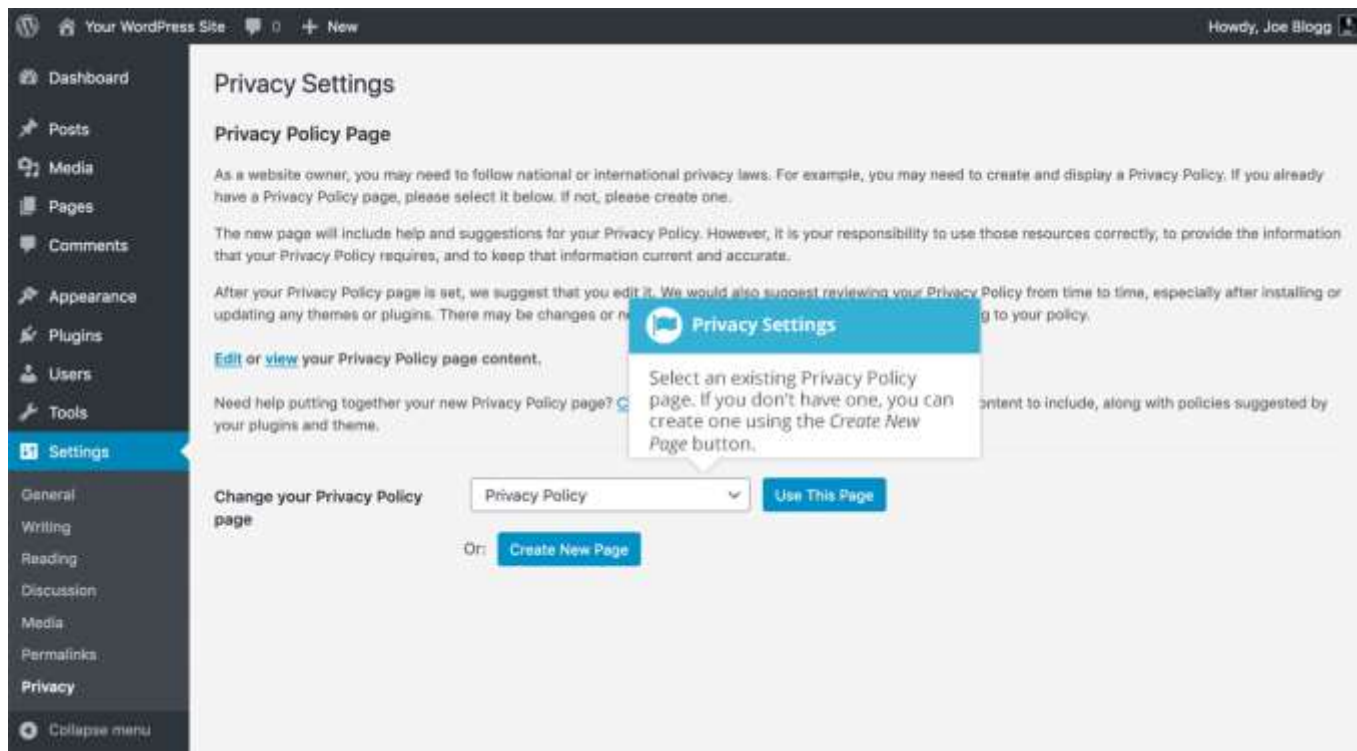 Your WordPress Site 0 + New Howdy, Joe Blogg
Dashboard
Posts
Media
Pages
Comments
Appearance
Plugins
Users
Tools
Settings
General
Writing
Reading
Discussion
Media
Permalinks
Privacy
Collapse menu
Privacy Settings
Privacy Policy Page
As a website owner, you may need to follow national or international privacy laws. For example, you may need to create and display a Privacy Policy. If you already
have a Privacy Policy page, please select it below. If not, please create one.
The new page will include help and suggestions for your Privacy Policy. However, it is your responsibility to use those resources correctly, to provide the information
that your Privacy Policy requires, and to keep that information current and accurate.
After your Privacy Policy page is set, we suggest that you edit it. We would also suggest reviewing your Privacy Policy from time to time, especially after installing or
updating any themes or plugins. There may be changes or to your policy.
Edit or view your Privacy Policy page content.
Need help putting together your new Privacy Policy page? to include, along with policies suggested by
your plugins and theme.
Privacy Settings
Select an existing Privacy Policy
page. If you don't have one, you can
create one using the Create New
Page button.
Change your Privacy Policy
page
Privacy Policy
Use This Page
Or: Create New Page